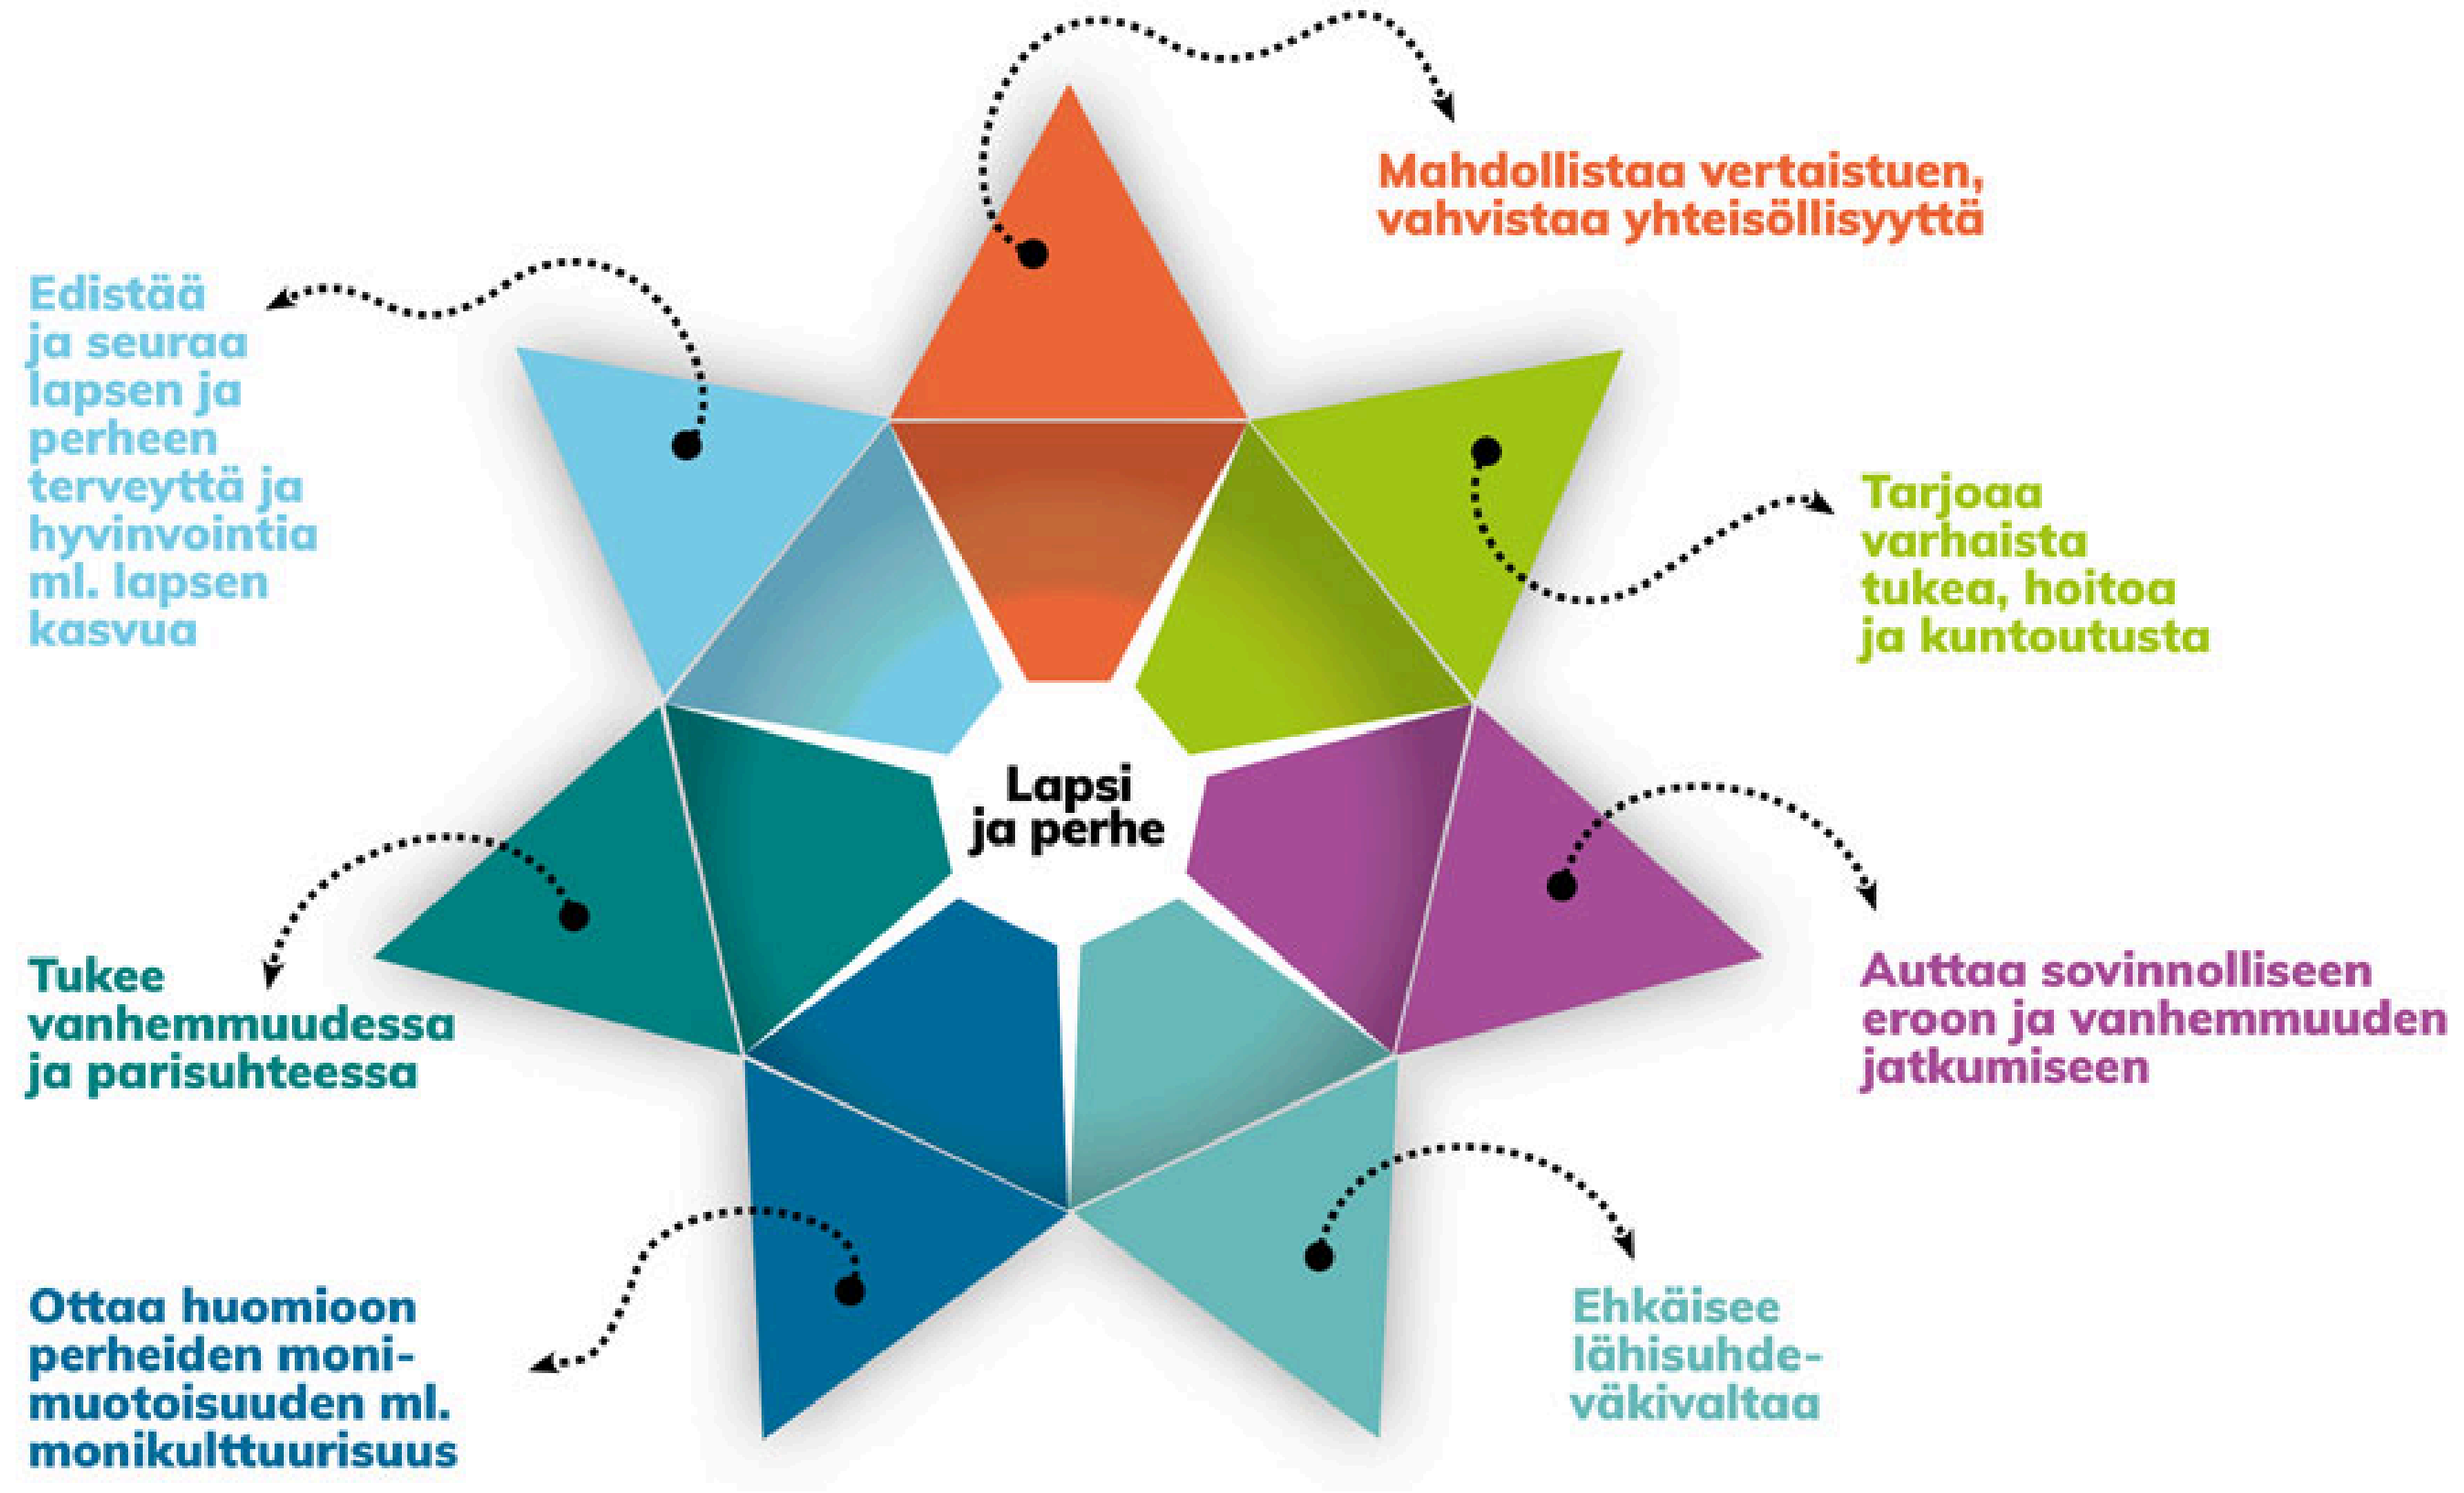 Mahdollistaa vertaistuen,
vahvistaa yhteisöllisyyttä
Edistää
ja seuraa
lapsen ja
perheen
terveyttä ja
hyvinvointia
ml. lapsen
kasvua
Tarjoaa
varhaista
tukea, hoitoa
ja kuntoutusta
Lapsi
ja perhe
Tukee
vanhemmuudessa
ja parisuhteessa
Auttaa sovinnolliseen
eroon ja vanhemmuuden
jatkumiseen
Ottaa huomioon
perheiden moni-
muotoisuuden ml.
monikulttuurisuus
Ehkäisee
lähisuhde-
väkivaltaa